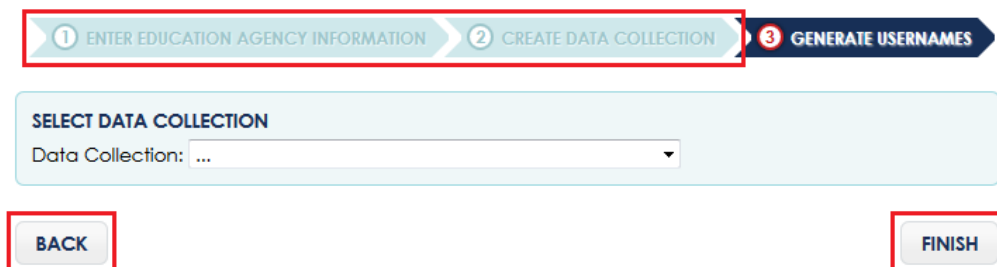 1 ENTER EDUCATION AGENCY INFORMATION 2 CREATE DATA COLLECTION 3 GENERATE USERNAMES
SELECT DATA COLLECTION
Data Collection: ...
BACK FINISH